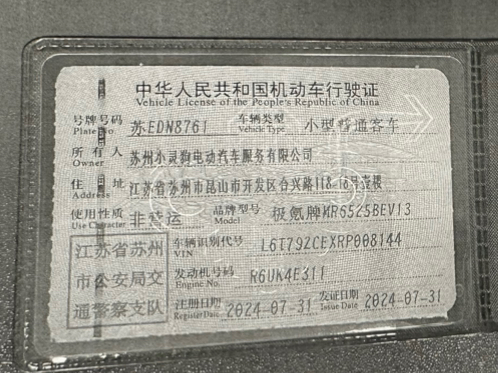 中华人民共和国机动车行驶证
Vehicle License of the People's Republic of China
号牌号码 苏EDN8761 车辆类型 小型普通客车
Plate No Vehicle Type
所有人 苏州小灵狗电动汽车服务有限公司
Owner
住址 江苏省苏州市昆山市开发区合兴路118-18号壹楼
Address
使用性质 非营运 品牌型号 极氪牌MR6525BEV13
Use Character Model
江苏省苏州 车辆识别代号 L6T79ZCEXRP008144
VIN
市公安局交 发动机号码 R6UK4E311
Engine No.
通警察支队 注册日期 2024-07-31 发证日期 2024-07-31
Register Date Issue Date